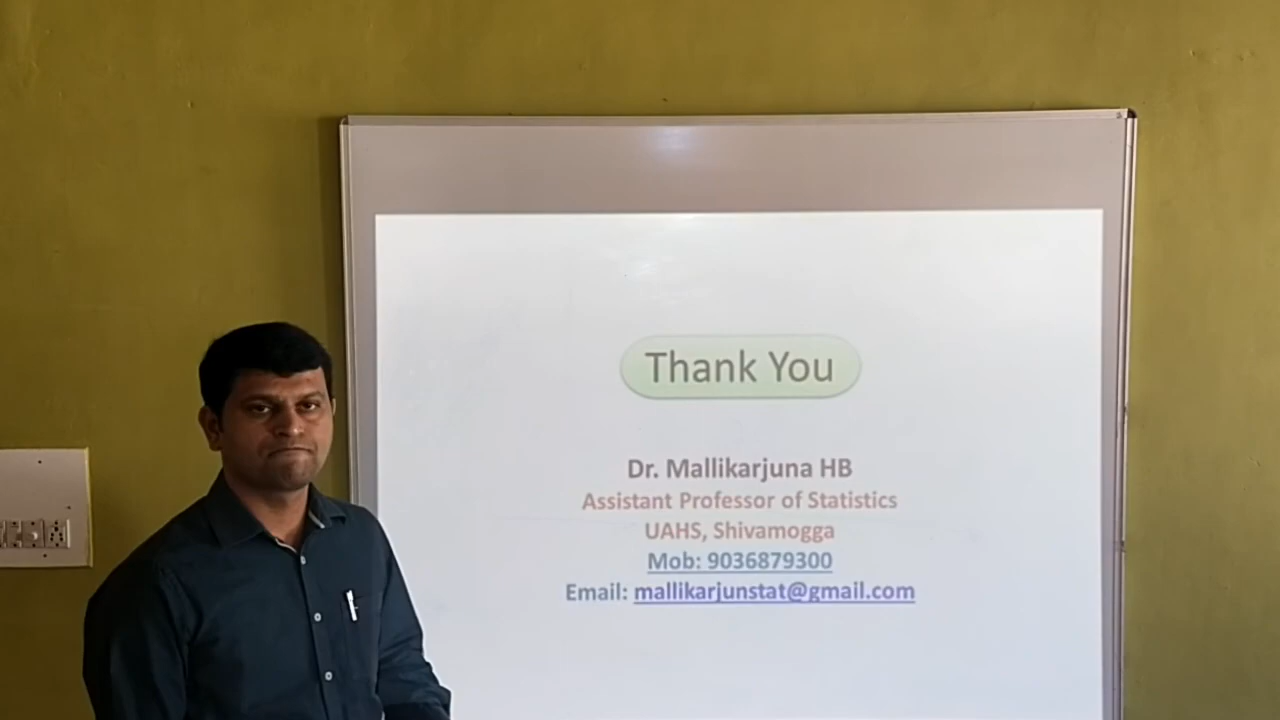 Thank You
Dr. Mallikarjuna HB
Assistant Professor of Statistics
UAHS, Shivamogga
Mob: 9036879300
Email: mallikarjunstat@gmail.com